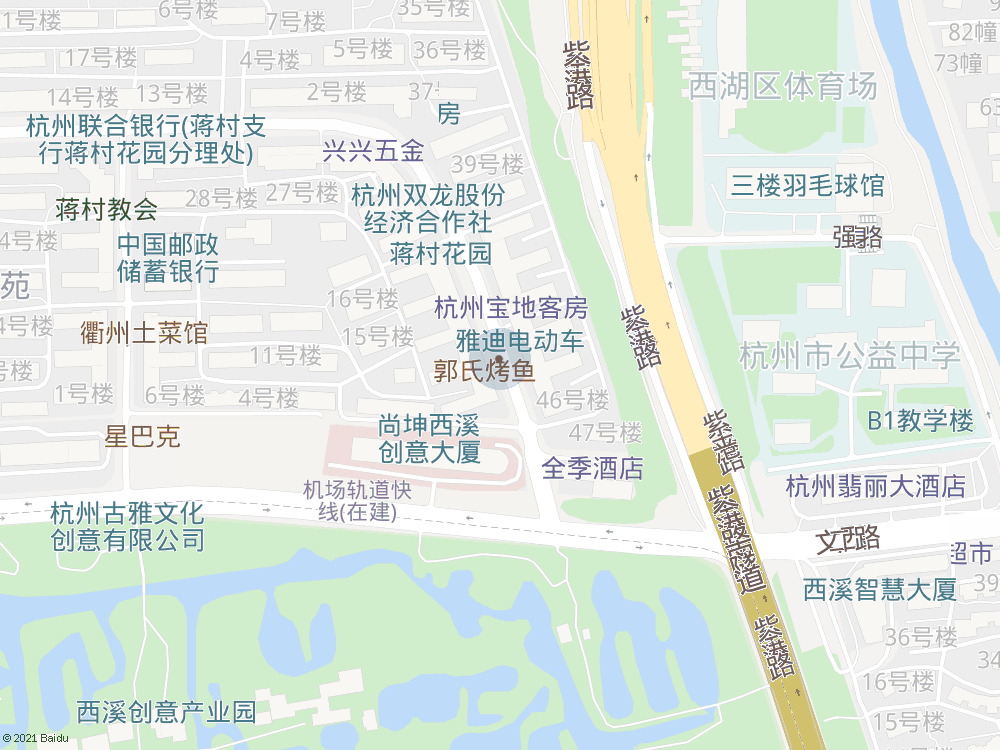 1号楼
7号楼
35号楼
5号楼
36号楼
17号楼
4号楼
82幢
73幢
紫港路
西湖区体育场
14号楼
13号楼
2号楼
37
房
63
杭州联合银行(蒋村支
行蒋村花园分理处)
兴兴五金
39号楼
三楼羽毛球馆
28号楼
27号楼
杭州双龙股份
经济合作社
蒋村教会
强路
4号楼
中国邮政
储蓄银行
蒋村花园
苑
16号楼
杭州宝地客房
紫港路
4号楼
衢州土菜馆
15号楼
雅迪电动车
11号楼
杭州市公益中学
号楼
郭氏烤鱼
1号楼
6号楼
4号楼
46号楼
尚坤西溪
创意大厦
47号楼
紫路
B1教学楼
星巴克
全季酒店
机场轨道快
线(在建)
杭州翡丽大酒店
杭州古雅文化
创意有限公司
紫港隧道
文西路
超市
西溪智慧大厦
39
36号楼
紫港路
34
16号楼
西溪创意产业园
15号楼
© 2021 Baidu